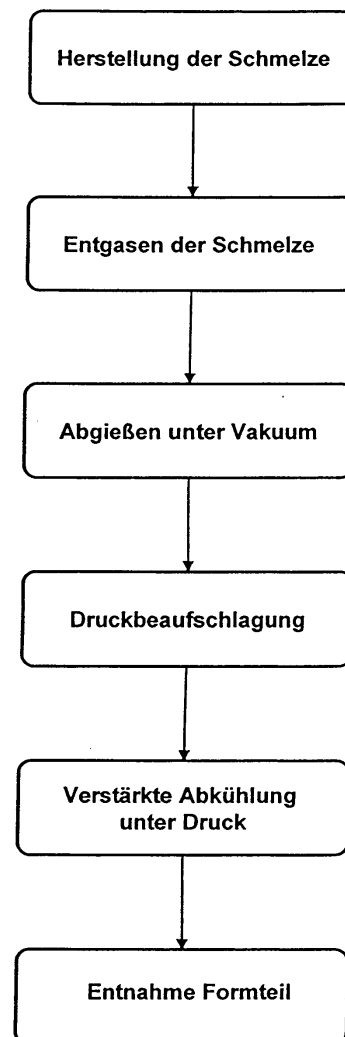 Herstellung der Schmelze
Entgasen der Schmelze
Abgießen unter Vakuum
Druckbeaufschlagung
Verstärkte Abkühlung
unter Druck
Entnahme Formteil